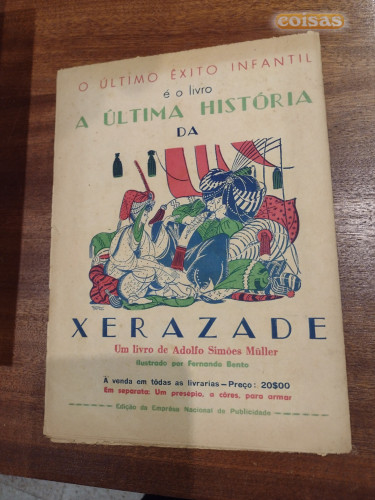 coisas
O ÚLTIMO ÊXITO INFANTIL
é o livro
A ÚLTIMA HISTÓRIA
DA
XERAZADE
Um livro de Adolfo Simões Müller
Ilustrado por Fernando Bento
À venda em tôdas as livrarias — Preço: 20$00
Em separata: Um presépio, a côres, para armar
Edição da Emprêsa Nacional de Publicidade